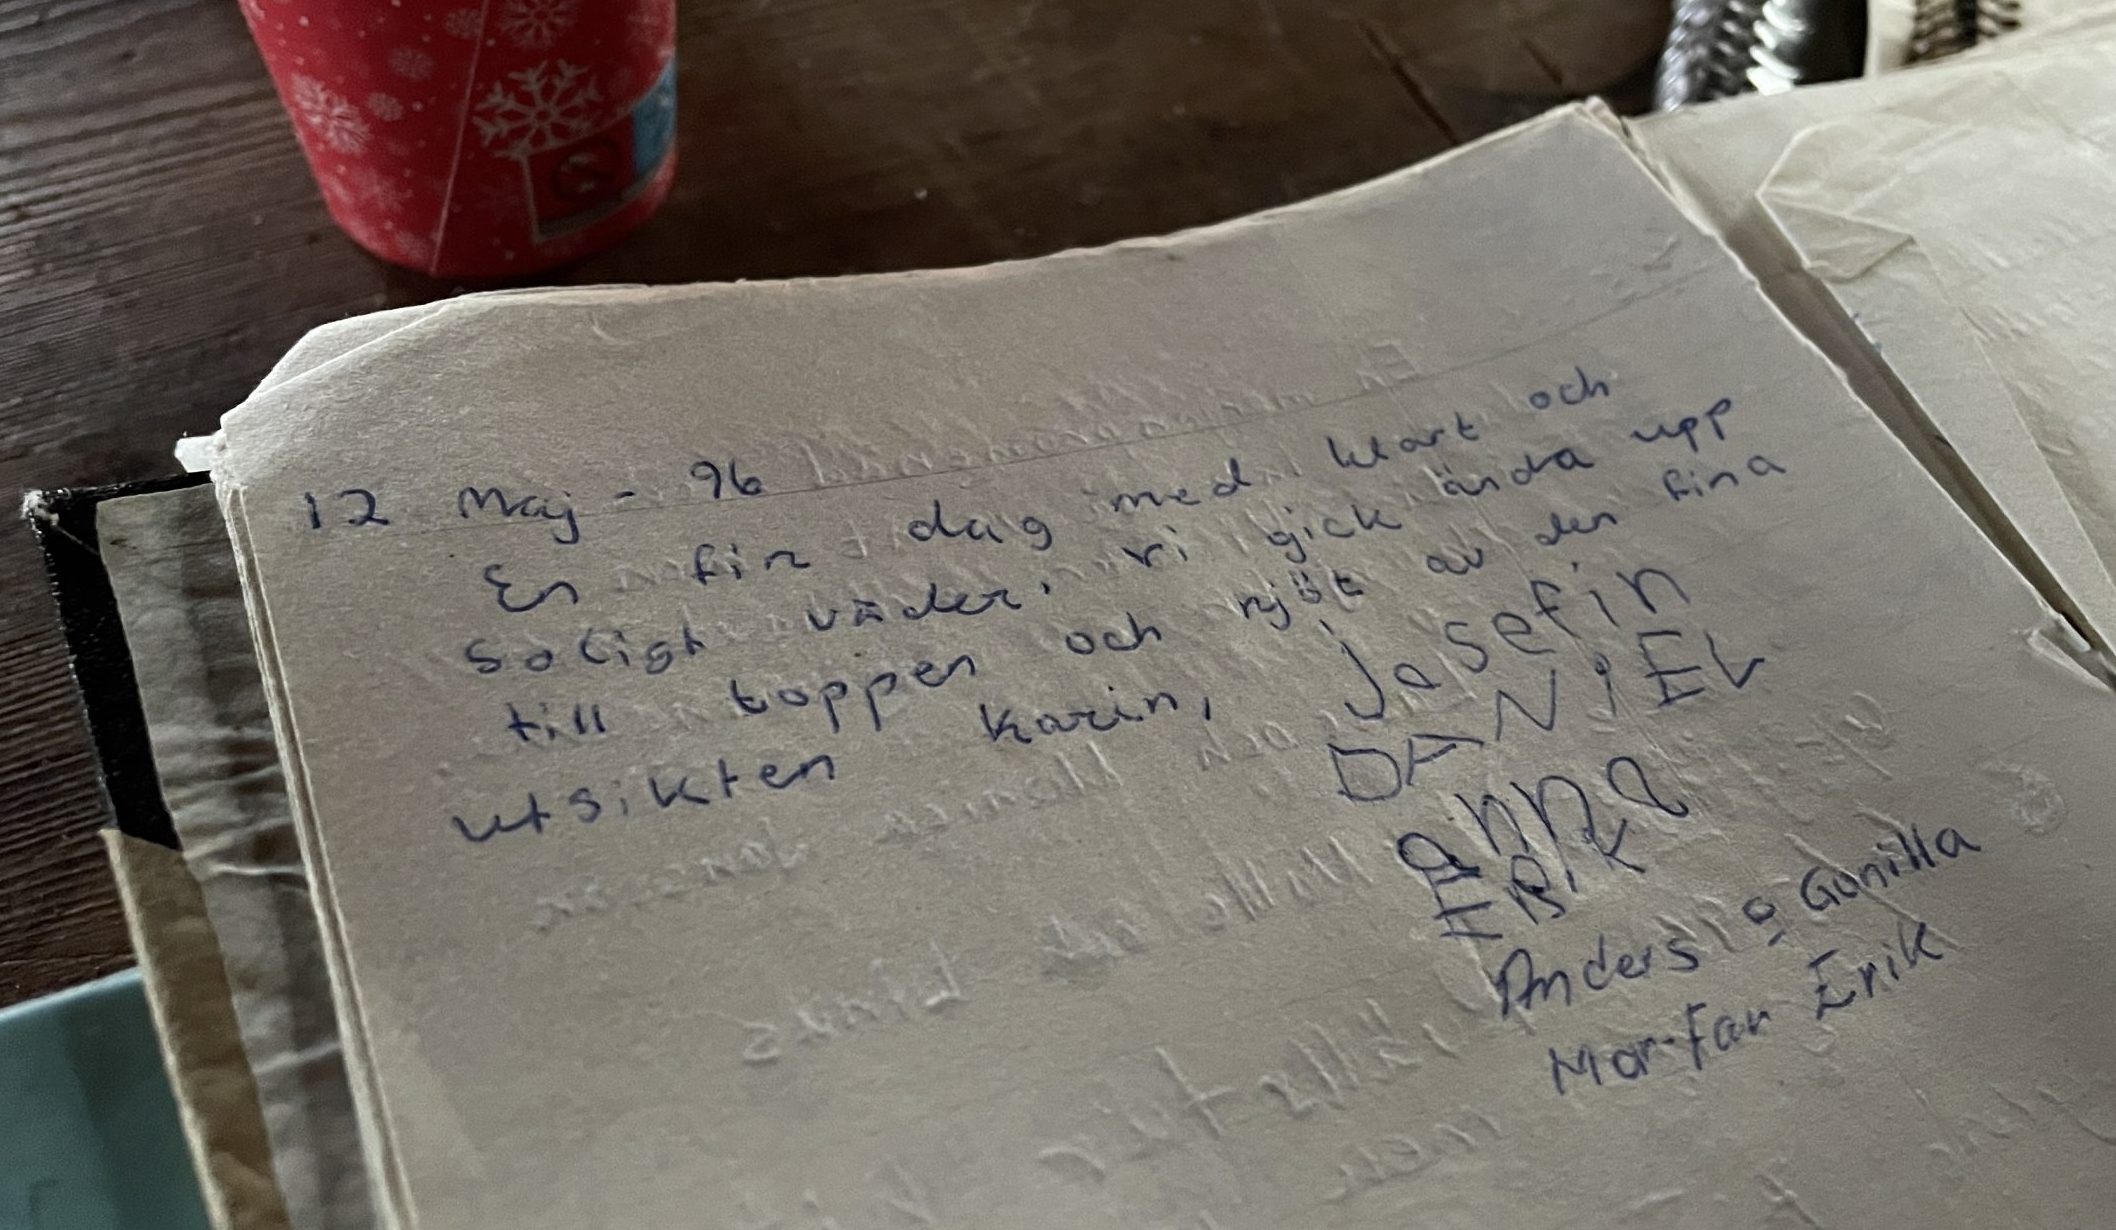 12 Maj - 96
En fin dag med klart och
soligt väder. vi gick ända upp
till toppen och njöt av den fina
utsikten Karin, josefin
DANiEL
anna
ERiK
Anders o Gunilla
Mor-Far Erik